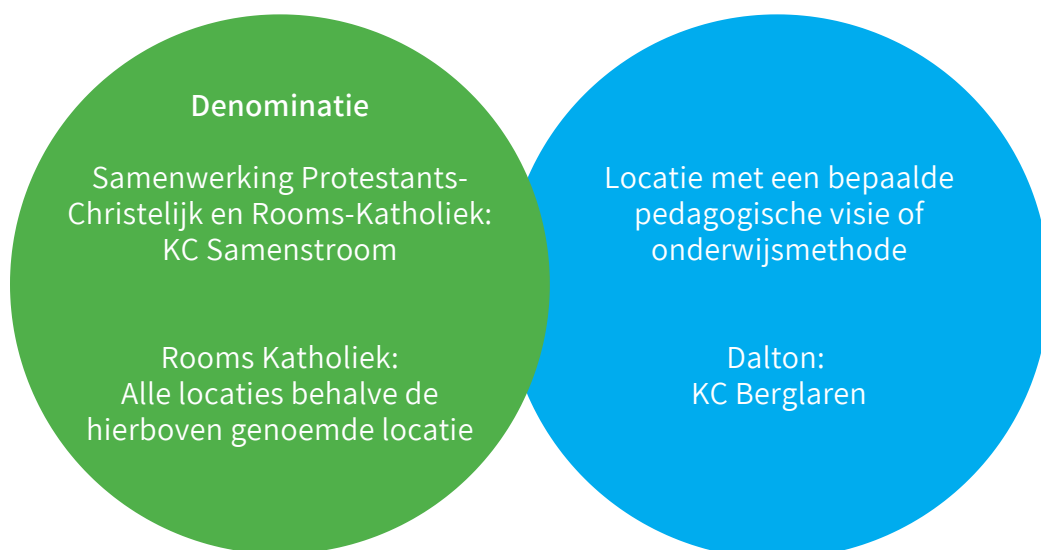 Denominatie
Samenwerking Protestants-
Christelijk en Rooms-Katholiek:
KC Samenstroom
Rooms Katholiek:
Alle locaties behalve de
hierboven genoemde locatie
Locatie met een bepaalde
pedagogische visie of
onderwijsmethode
Dalton:
KC Berglaren